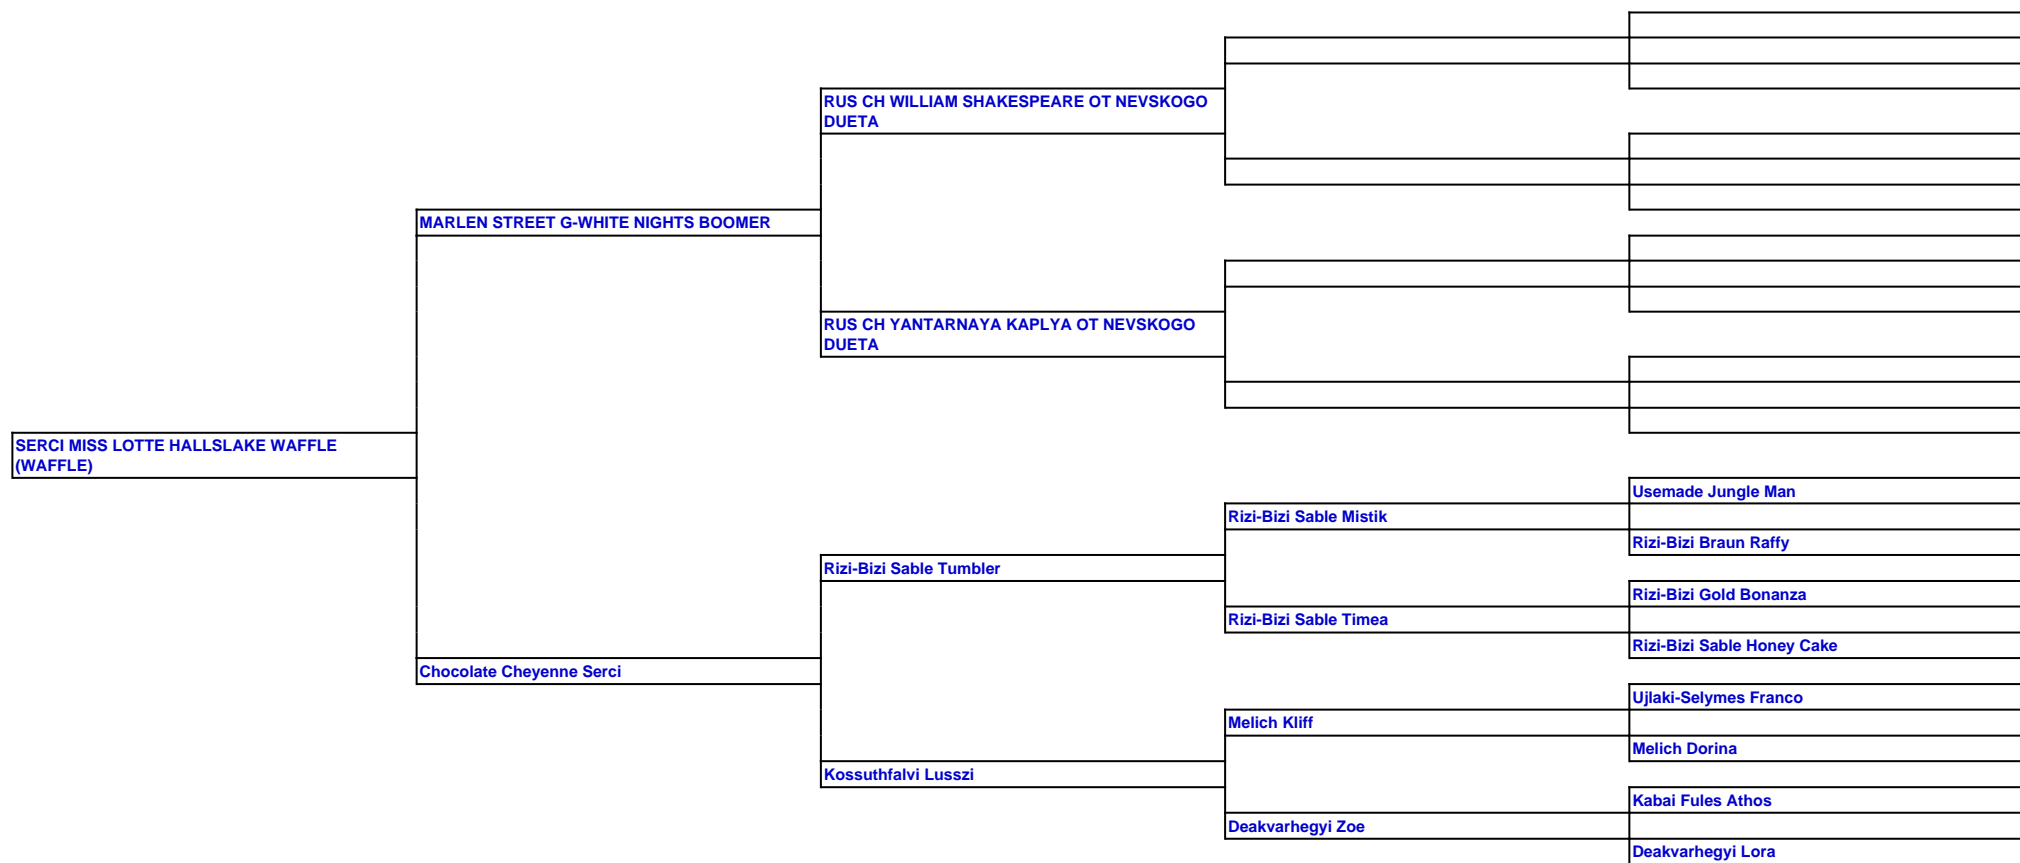 RUS CH WILLIAM SHAKESPEARE OT NEVSKOGO
DUETA
MARLEN STREET G-WHITE NIGHTS BOOMER
RUS CH YANTARNAYA KAPLYA OT NEVSKOGO
DUETA
SERCI MISS LOTTE HALLSLAKE WAFFLE
(WAFFLE)
Usemade Jungle Man
Rizi-Bizi Sable Mistik
Rizi-Bizi Braun Raffy
Rizi-Bizi Sable Tumbler
Rizi-Bizi Gold Bonanza
Rizi-Bizi Sable Timea
Rizi-Bizi Sable Honey Cake
Chocolate Cheyenne Serci
Ujlaki-Selymes Franco
Melich Kliff
Melich Dorina
Kossuthfalvi Lusszi
Kabai Fules Athos
Deakvarhegyi Zoe
Deakvarhegyi Lora